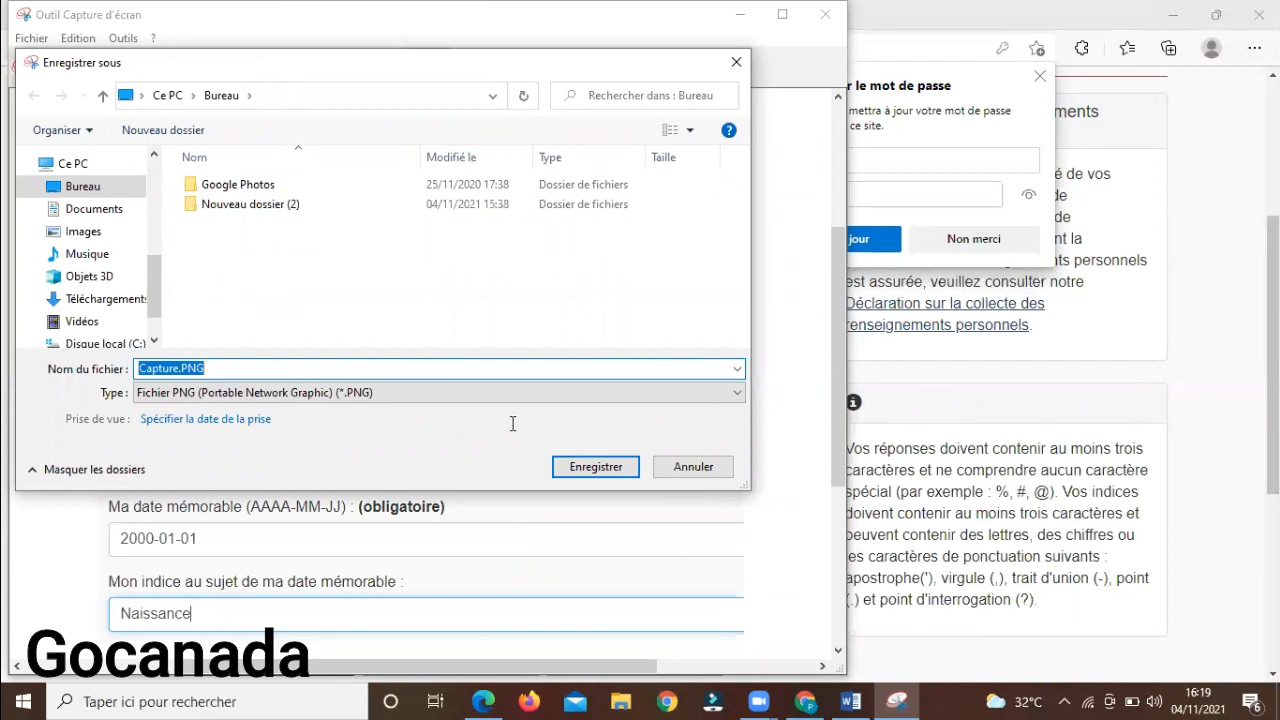 Outil Capture d'écran
Fichier Edition Outils ?
Enregistrer sous
Ce PC
Bureau
Rechercher dans : Bureau
Organiser
Nouveau dossier
Nom
Modifié le
Type
Taille
Ce PC
Bureau
Documents
Images
Musique
Objets 3D
Téléchargements
Vidéos
Disque local (C:)
Google Photos 25/11/2020 17:38 Dossier de fichiers
Nouveau dossier (2) 04/11/2021 15:38 Dossier de fichiers
Nom du fichier : Capture.PNG
Type : Fichier PNG (Portable Network Graphic) (*.PNG)
Prise de vue : Spécifier la date de la prise
Masquer les dossiers
Enregistrer
Annuler
Ma date mémorable (AAAA-MM-JJ) : (obligatoire)
2000-01-01
Mon indice au sujet de ma date mémorable :
Naissance
Gocanada
r le mot de passe
mettra à jour votre mot de passe
ce site.
jour
Non merci
ments
é de vos
de
de
nt la
ements personnels
est assurée, veuillez consulter notre
Déclaration sur la collecte des
renseignements personnels.
Vos réponses doivent contenir au moins trois
caractères et ne comprendre aucun caractère
spécial (par exemple : %, #, @). Vos indices
doivent contenir au moins trois caractères et
peuvent contenir des lettres, des chiffres ou
les caractères de ponctuation suivants :
apostrophe('), virgule (,), trait d'union (-), point
(.) et point d'interrogation (?).
Taper ici pour rechercher
32°C
16:19
04/11/2021
6